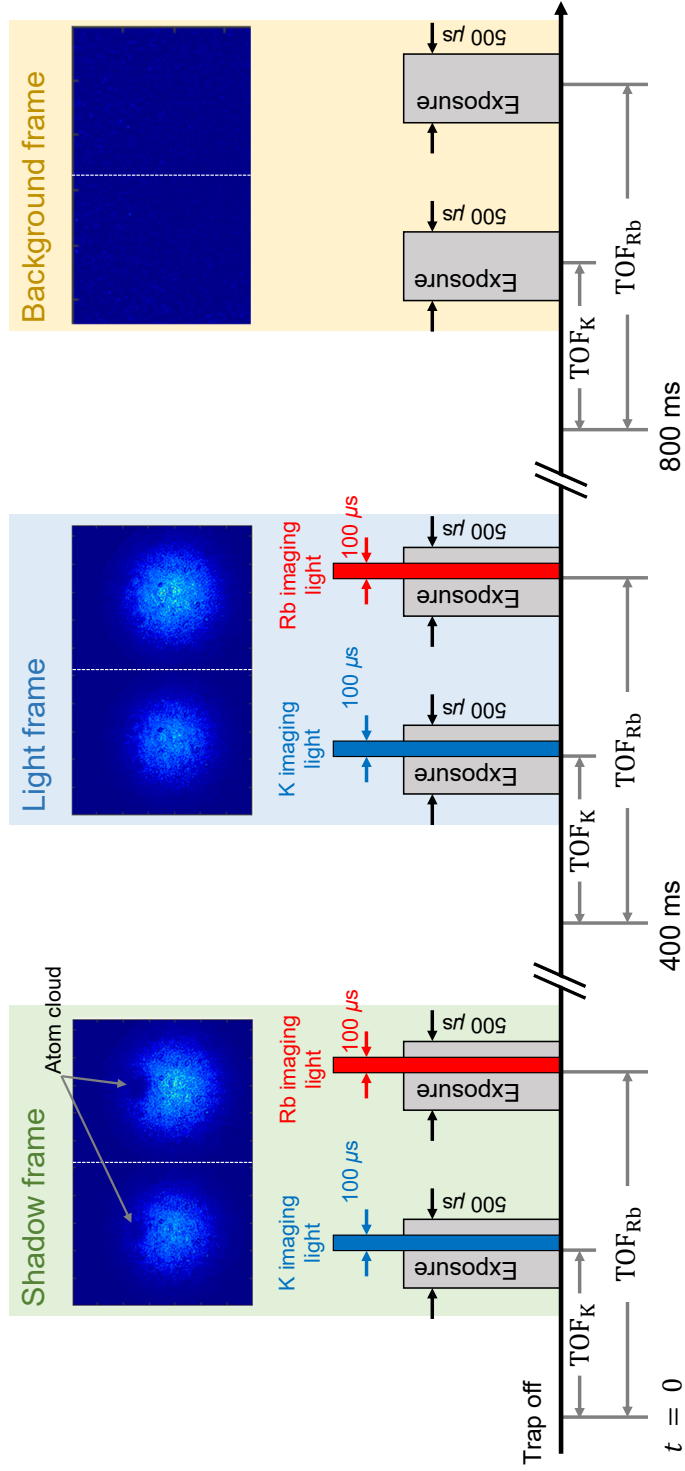 Shadow frame
Atom cloud
K imaging
light
100 µs
Rb imaging
light
100 µs
Exposure
500 µs
Exposure
500 µs
Trap off
TOF_K
TOF_Rb
t = 0
Light frame
K imaging
light
100 µs
Rb imaging
light
100 µs
Exposure
500 µs
Exposure
500 µs
TOF_K
TOF_Rb
400 ms
Background frame
Exposure
500 µs
Exposure
500 µs
TOF_K
TOF_Rb
800 ms